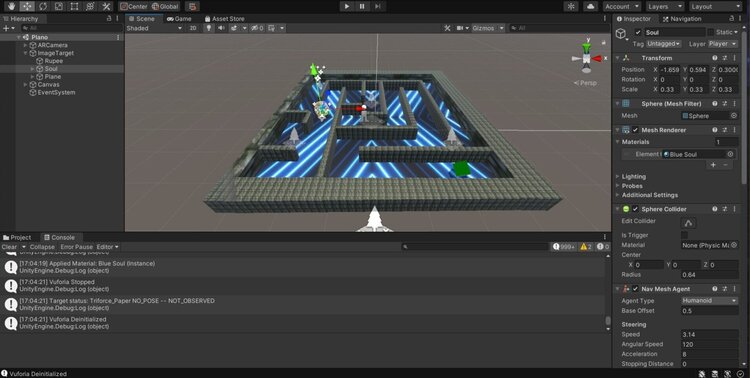 Center
Global
Account
Layers
Layout
Hierarchy
Scene
Game
Asset Store
Inspector
Navigation
All
Shaded
2D
0
Gizmos
All
Soul
Static
Plano
ARCamera
ImageTarget
Rupee
Soul
Plane
Canvas
EventSystem
y
x
Persp
Tag Untagged Layer Player
Transform
Position X -1.659 Y 0.594 Z 0.3000
Rotation X 0 Y 0 Z 0
Scale X 0.33 Y 0.33 Z 0.33
Sphere (Mesh Filter)
Mesh Sphere
Mesh Renderer
Materials 1
Element Blue Soul
Lighting
Probes
Additional Settings
Sphere Collider
Edit Collider
Is Trigger
Material None (Physic Ma
Center
X 0 Y 0 Z 0
Radius 0.64
Nav Mesh Agent
Agent Type Humanoid
Base Offset 0.5
Steering
Speed 3.14
Angular Speed 120
Acceleration 8
Stopping Distance 0
Project
Console
Clear Collapse Error Pause Editor
999+ 2 0
UnityEngine.Debug:Log (object)
[17:04:19] Applied Material: Blue Soul (Instance)
UnityEngine.Debug:Log (object)
[17:04:21] Vuforia Stopped
UnityEngine.Debug:Log (object)
[17:04:21] Target status: Triforce_Paper NO_POSE -- NOT_OBSERVED
UnityEngine.Debug:Log (object)
[17:04:21] Vuforia Deinitialized
UnityEngine.Debug:Log (object)
Vuforia Deinitialized